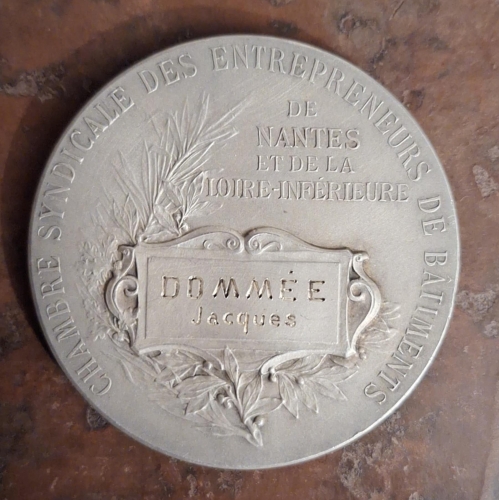 CHAMBRE SYNDICALE DES ENTREPRENEURS DE BATIMENTS
DE
NANTES
ET DE LA
LOIRE-INFÉRIEURE
DOMMÉE
Jacques